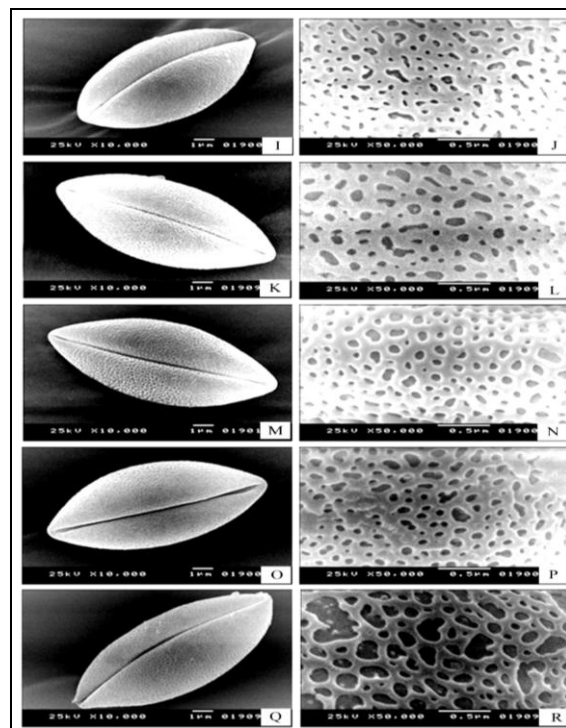 25kV X10,000 1µm 01900 I
25kV X50,000 0.5µm 01900 J
25kV X10,000 1µm 01909 K
25kV X50,000 0.5µm 01909 L
25kV X10,000 1µm 0190 M
25kV X50,000 0.5µm 0190 N
25kV X10,000 1µm 01900 O
25kV X50,000 0.5µm 01900 P
25kV X10,000 1µm 01909 Q
25kV X50,000 0.5µm 01909 R